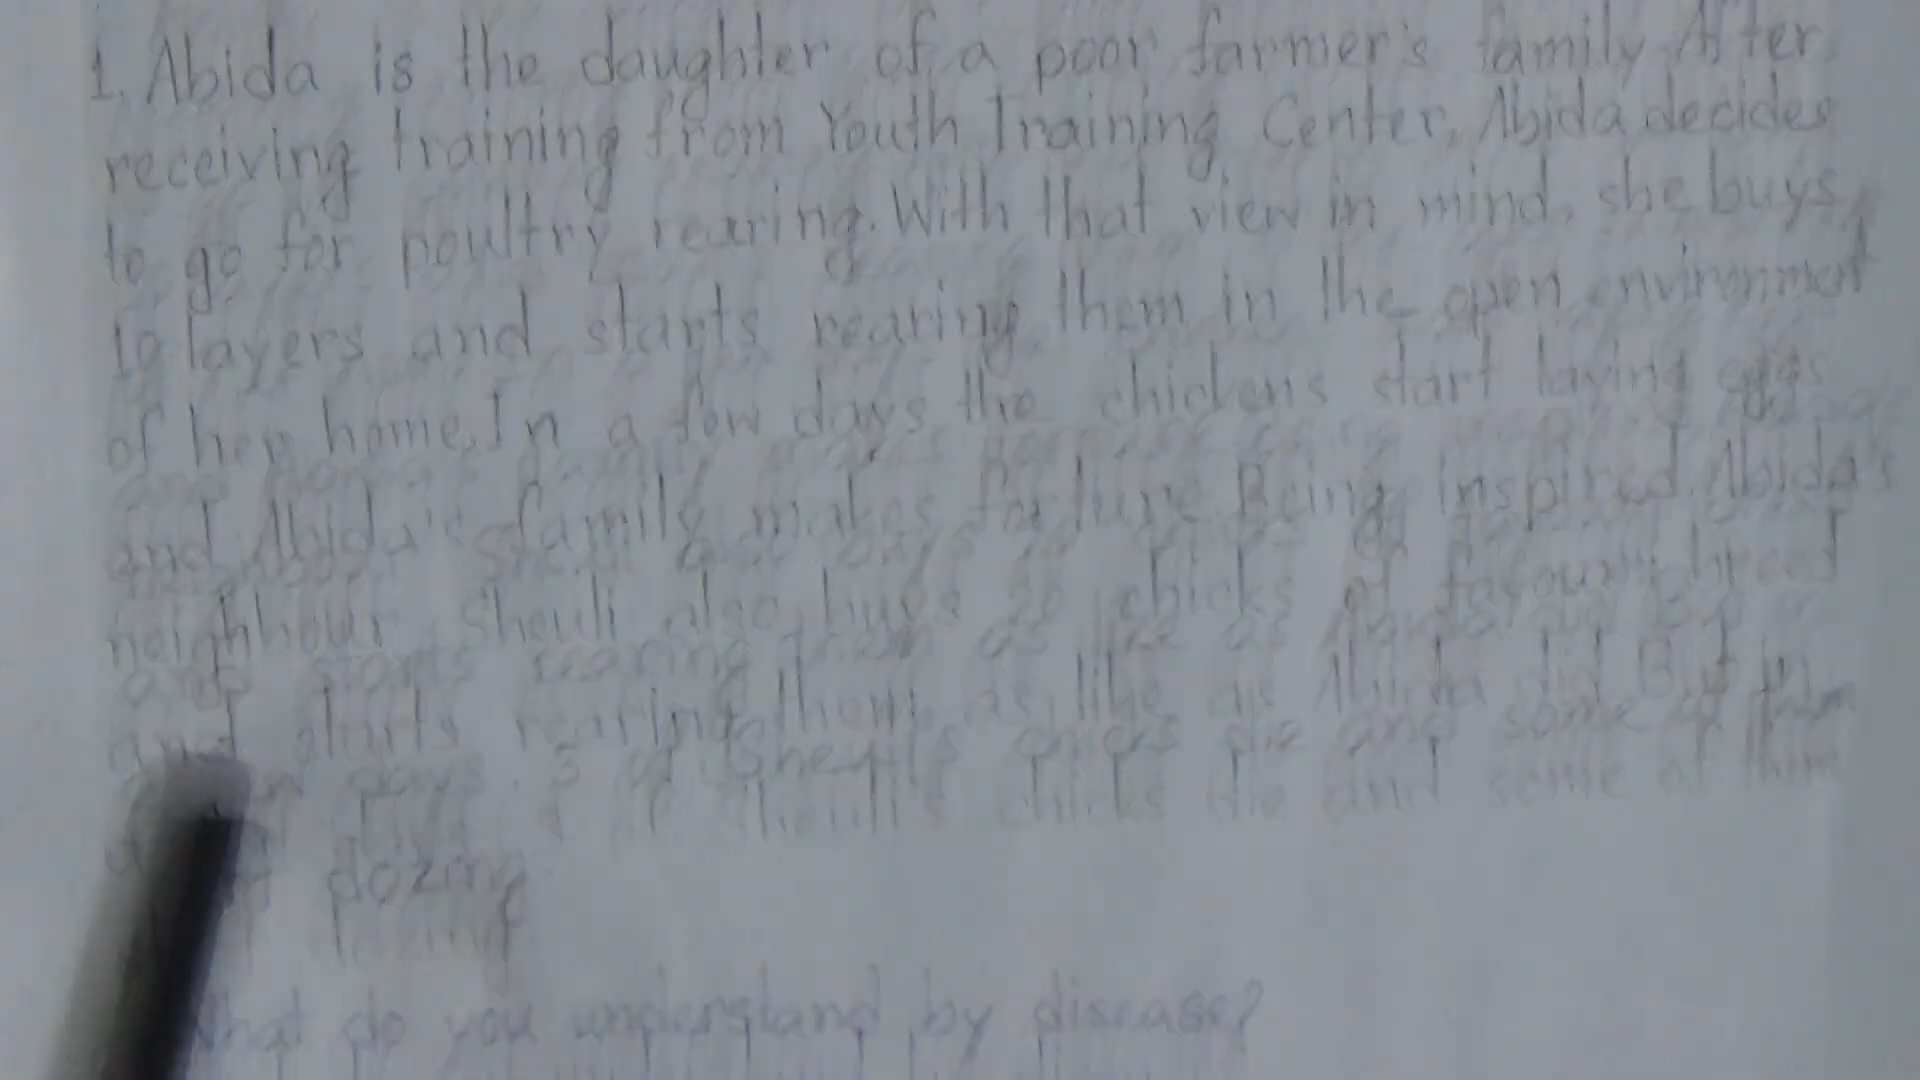 1. Abida is the daughter of a poor farmer's family. After
receiving training from Youth Training Center, Abida decides
to go for poultry rearing. With that view in mind, she buys
10 layers and starts rearing them in the open environment
of her home. In a few days the chickens start laying eggs
and Abida's family makes fortune. Being inspired Abida's
neighbour Sheuli also buys 20 chicks of favourite breed
and starts rearing them as like as Abida did. But in
days. 5 of Sheuli's chicks die and some of them
dozing
What do you understand by disease?